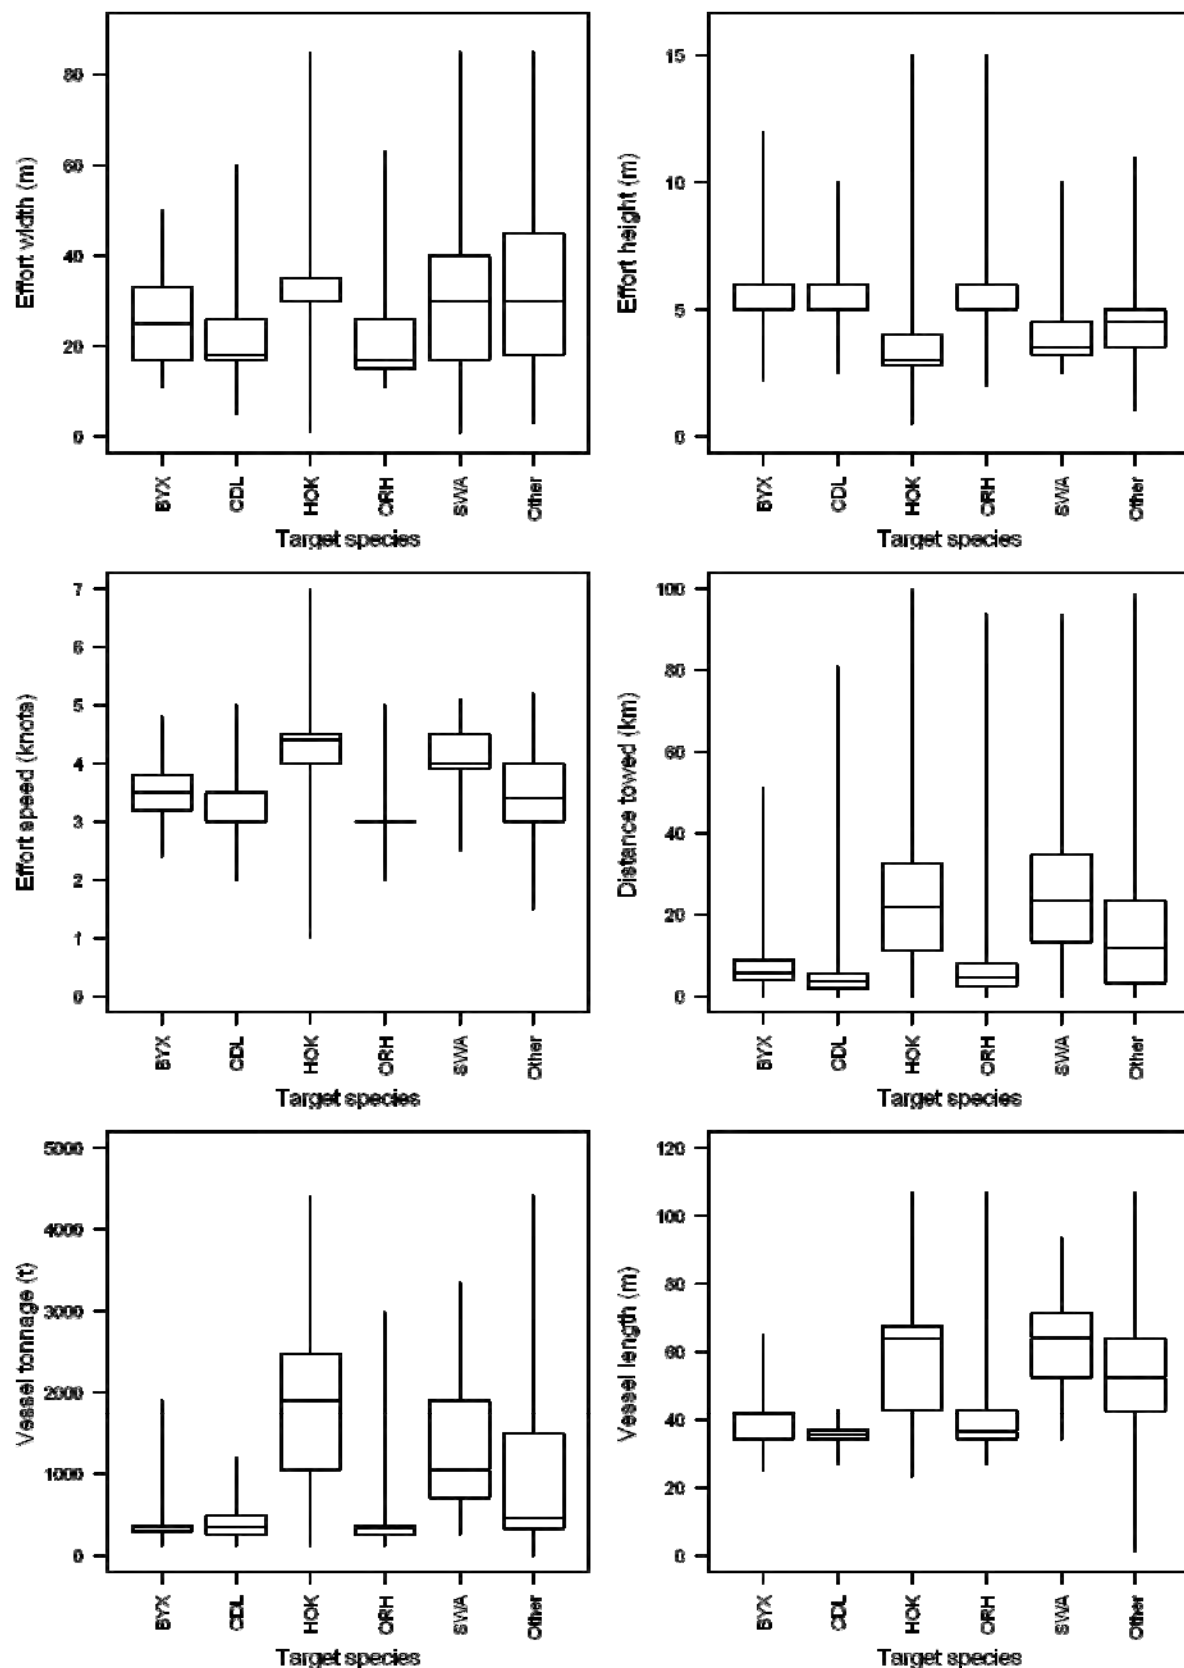 Effort width (m)
80
60
40
20
0
BYX
CDL
HOK
ORH
SWA
Other
Target species
Effort height (m)
15
10
5
0
BYX
CDL
HOK
ORH
SWA
Other
Target species
Effort speed (knots)
7
6
5
4
3
2
1
0
BYX
CDL
HOK
ORH
SWA
Other
Target species
Distance towed (km)
100
80
60
40
20
0
BYX
CDL
HOK
ORH
SWA
Other
Target species
Vessel tonnage (t)
5000
4000
3000
2000
1000
0
BYX
CDL
HOK
ORH
SWA
Other
Target species
Vessel length (m)
120
100
80
60
40
20
0
BYX
CDL
HOK
ORH
SWA
Other
Target species